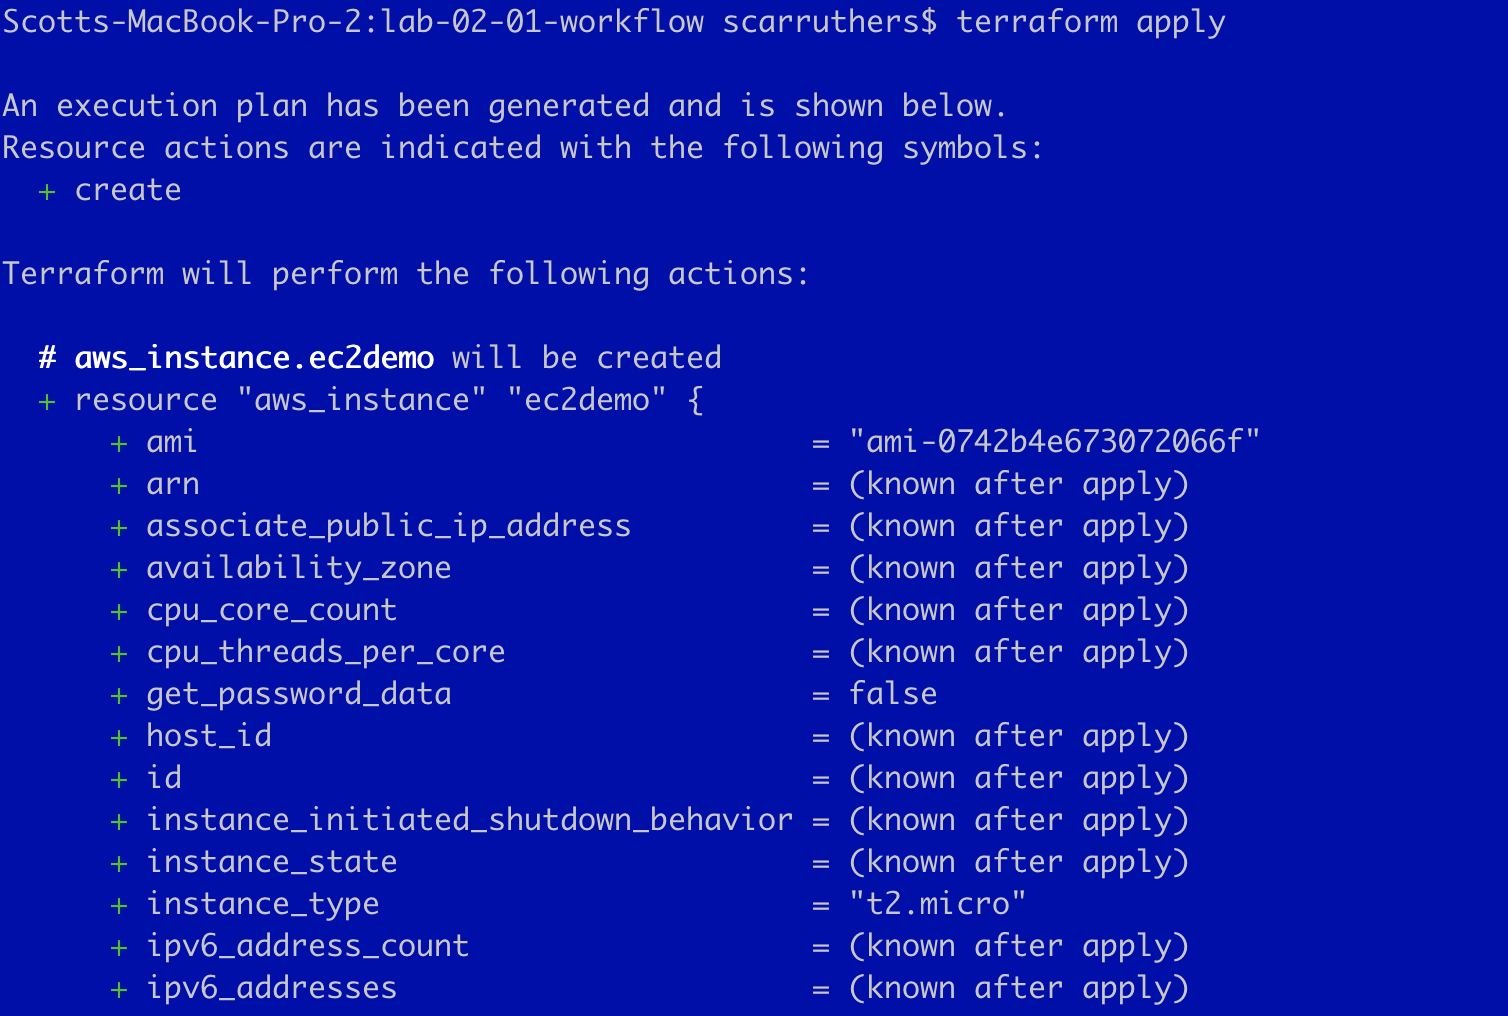 Scotts-MacBook-Pro-2:lab-02-01-workflow scarruthers$ terraform apply
An execution plan has been generated and is shown below.
Resource actions are indicated with the following symbols:
+ create
Terraform will perform the following actions:
# aws_instance.ec2demo will be created
+ resource "aws_instance" "ec2demo" {
+ ami = "ami-0742b4e673072066f"
+ arn = (known after apply)
+ associate_public_ip_address = (known after apply)
+ availability_zone = (known after apply)
+ cpu_core_count = (known after apply)
+ cpu_threads_per_core = (known after apply)
+ get_password_data = false
+ host_id = (known after apply)
+ id = (known after apply)
+ instance_initiated_shutdown_behavior = (known after apply)
+ instance_state = (known after apply)
+ instance_type = "t2.micro"
+ ipv6_address_count = (known after apply)
+ ipv6_addresses = (known after apply)